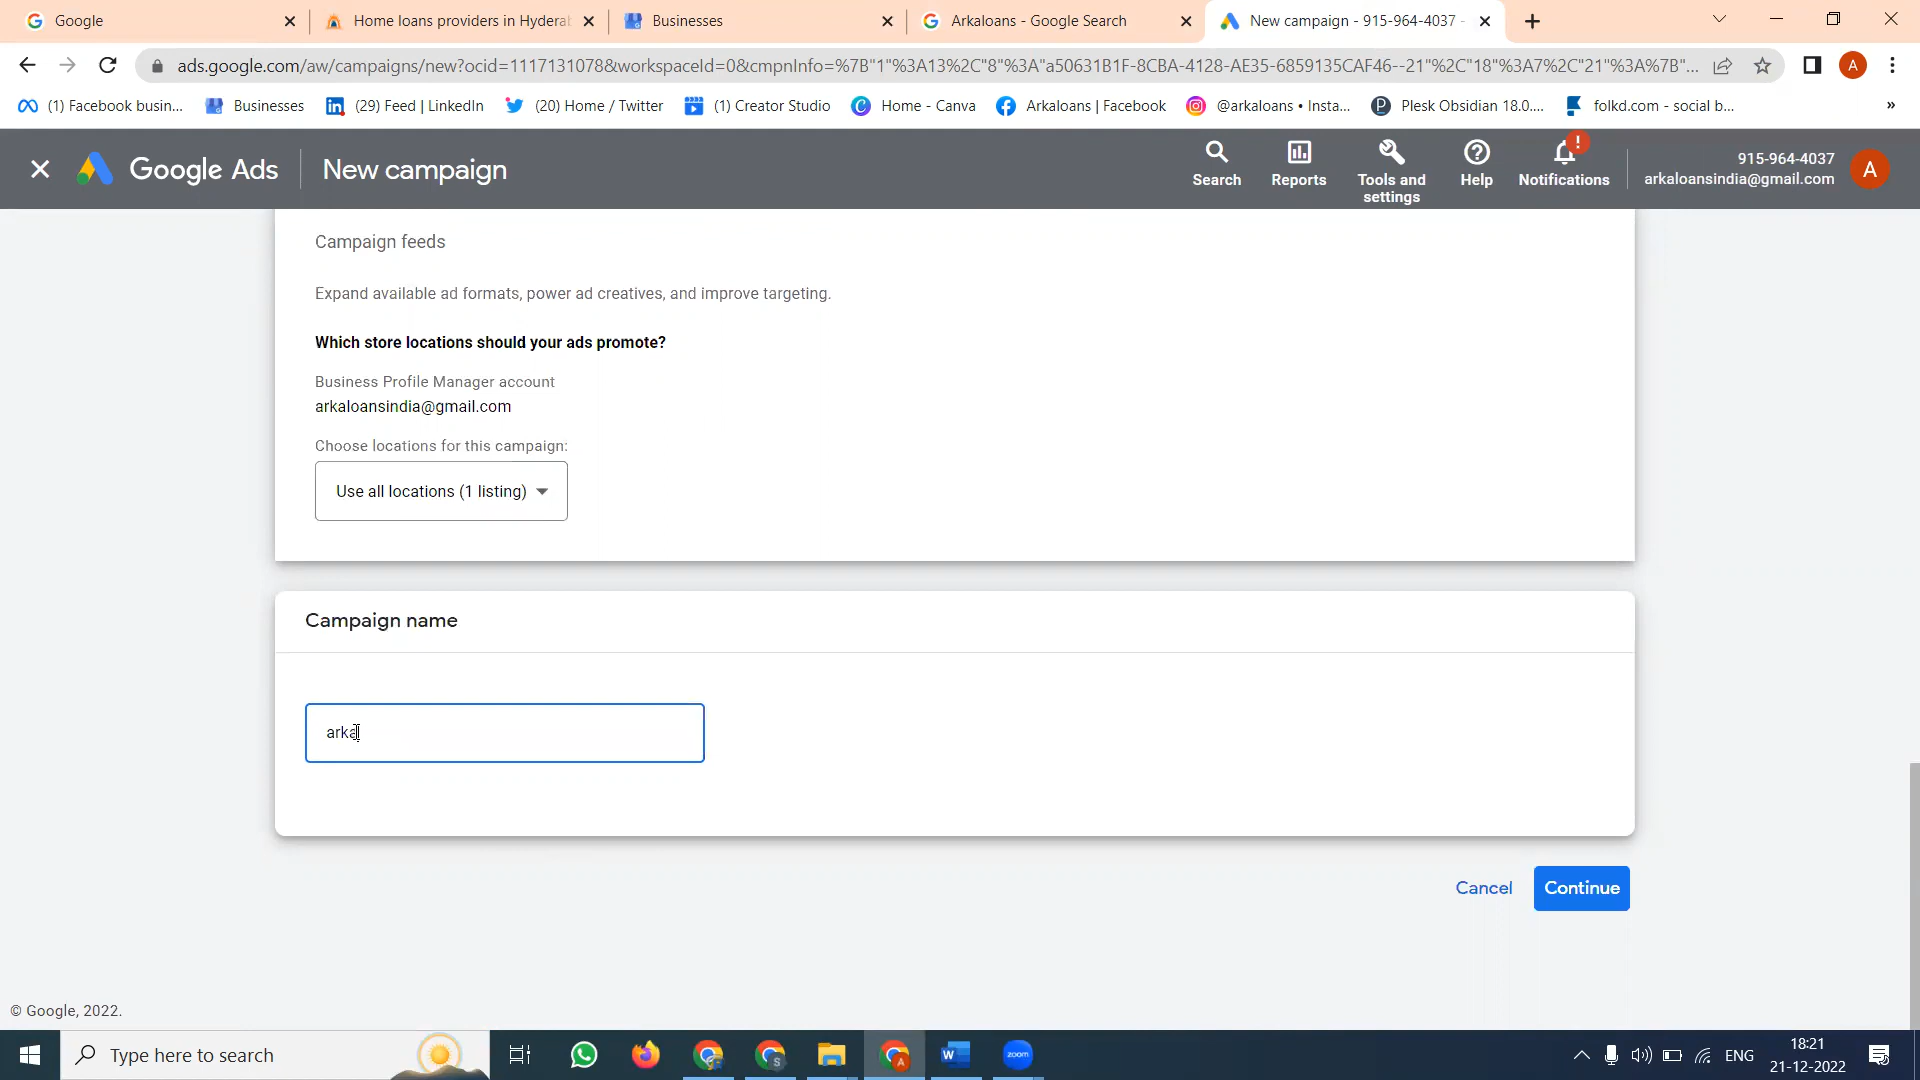 Google
Home loans providers in Hyderab
Businesses
Arkaloans - Google Search
New campaign - 915-964-4037 -
ads.google.com/aw/campaigns/new?ocid=1117131078&workspaceId=0&cmpnInfo=%7B"1"%3A13%2C"8"%3A"a50631B1F-8CBA-4128-AE35-6859135CAF46--21"%2C"18"%3A7%2C"21"%3A%7B"...
A
(1) Facebook busin...
Businesses
(29) Feed | LinkedIn
(20) Home / Twitter
(1) Creator Studio
Home - Canva
Arkaloans | Facebook
@arkaloans • Insta...
Plesk Obsidian 18.0....
folkd.com - social b...
»
Google Ads
New campaign
Search
Reports
Tools and
settings
Help
!
Notifications
915-964-4037
arkaloansindia@gmail.com
A
Campaign feeds
Expand available ad formats, power ad creatives, and improve targeting.
Which store locations should your ads promote?
Business Profile Manager account
arkaloansindia@gmail.com
Choose locations for this campaign:
Use all locations (1 listing)
Campaign name
arka
Cancel
Continue
© Google, 2022.
Type here to search
zoom
ENG
18:21
21-12-2022